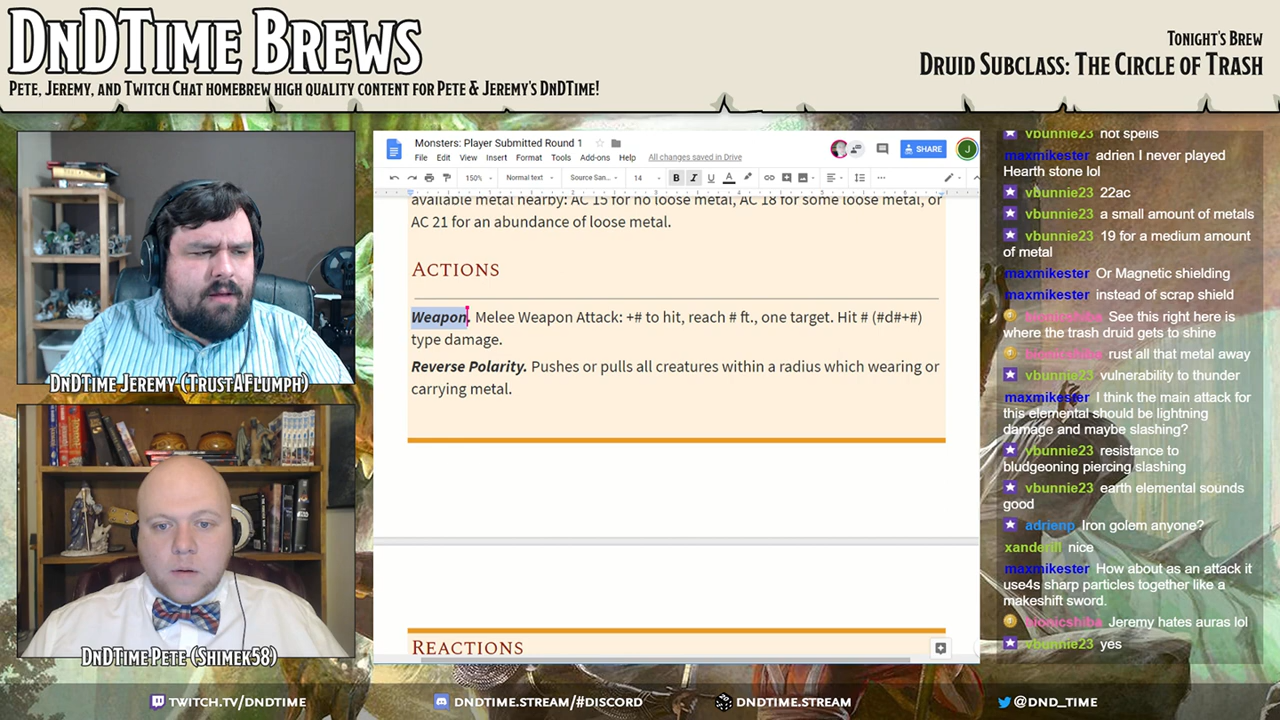 DnDTime Brews
Pete, Jeremy, and Twitch Chat homebrew high quality content for Pete & Jeremy's DnDTime!
Tonight's Brew
Druid Subclass: The Circle of Trash
DnDTime Jeremy (TrustAFlumph)
DnDTime Pete (Shimek58)
Monsters: Player Submitted Round 1
File Edit View Insert Format Tools Add-ons Help All changes saved in Drive
SHARE
J
150% Normal text Source San... 14 B I U A
available metal nearby: AC 15 for no loose metal, AC 18 for some loose metal, or
AC 21 for an abundance of loose metal.
Actions
Weapon. Melee Weapon Attack: +# to hit, reach # ft., one target. Hit # (#d#+#)
type damage.
Reverse Polarity. Pushes or pulls all creatures within a radius which wearing or
carrying metal.
Reactions
vbunnie23 not spells
maxmikester adrien I never played
Hearth stone lol
vbunnie23 22ac
vbunnie23 a small amount of metals
vbunnie23 19 for a medium amount
of metal
maxmikester Or Magnetic shielding
maxmikester instead of scrap shield
bionicshiba See this right here is
where the trash druid gets to shine
bionicshiba rust all that metal away
vbunnie23 vulnerability to thunder
maxmikester I think the main attack for
this elemental should be lightning
damage and maybe slashing?
vbunnie23 resistance to
bludgeoning piercing slashing
vbunnie23 earth elemental sounds
good
adrienp Iron golem anyone?
xanderill nice
maxmikester How about as an attack it
use4s sharp particles together like a
makeshift sword.
bionicshiba Jeremy hates auras lol
vbunnie23 yes
twitch.tv/dndtime
dndtime.stream/#discord
dndtime.stream
@dnd_time